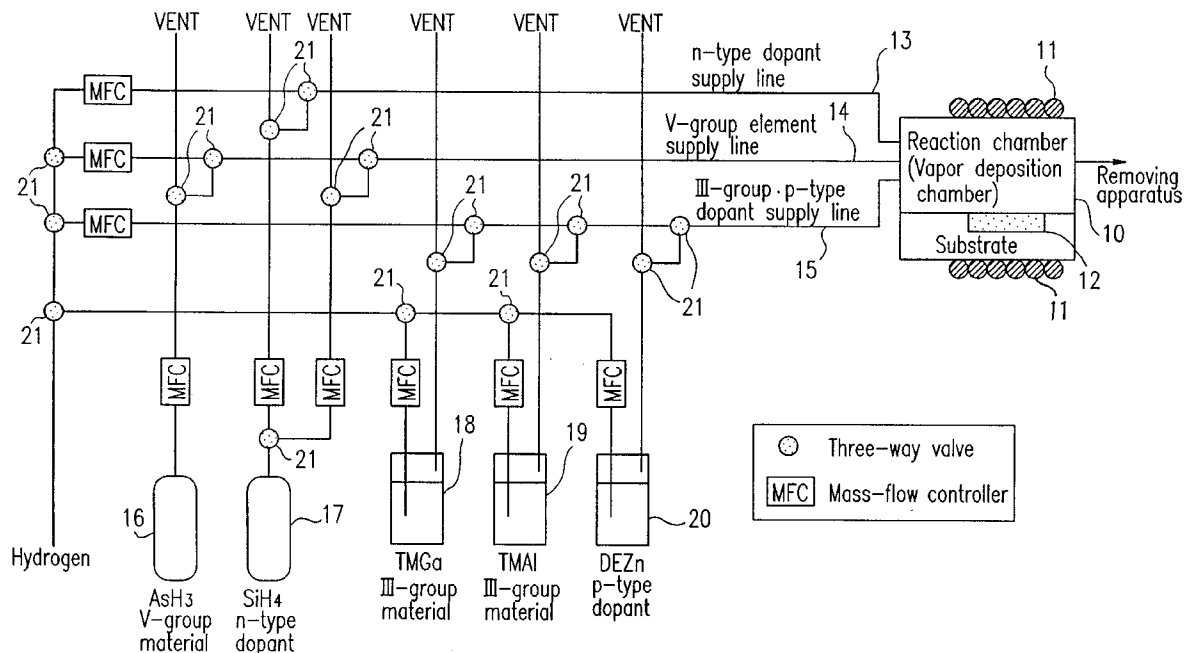 VENT
VENT
VENT
VENT
VENT
VENT
21
21
n-type dopant
supply line
13
11
MFC
21
21
V-group element
supply line
14
Reaction chamber
(Vapor deposition
chamber)
Removing
apparatus
MFC
21
21
21
21
III-group·p-type
dopant supply line
MFC
15
10
Substrate
12
11
21
21
21
21
MFC
MFC
MFC
MFC
MFC
MFC
21
18
19
20
16
17
Three-way valve
MFC
Mass-flow controller
Hydrogen
AsH3
V-group
material
SiH4
n-type
dopant
TMGa
III-group
material
TMAl
III-group
material
DEZn
p-type
dopant